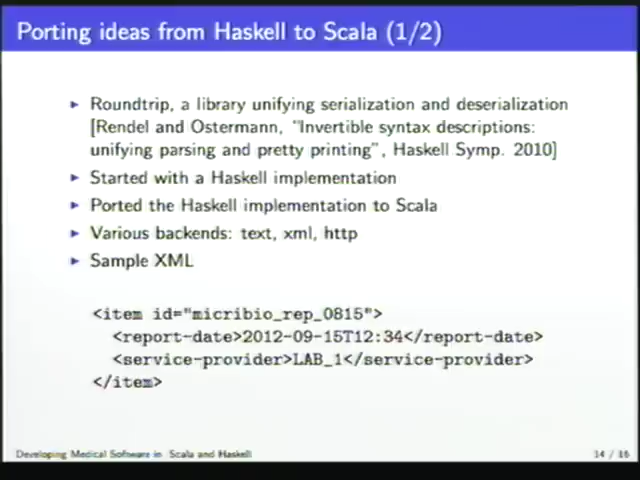 Porting ideas from Haskell to Scala (1/2)
▶ Roundtrip, a library unifying serialization and deserialization
[Rendel and Ostermann, "Invertible syntax descriptions:
unifying parsing and pretty printing", Haskell Symp. 2010]
▶ Started with a Haskell implementation
▶ Ported the Haskell implementation to Scala
▶ Various backends: text, xml, http
▶ Sample XML
<item id="micribio_rep_0815">
<report-date>2012-09-15T12:34</report-date>
<service-provider>LAB_1</service-provider>
</item>
Developing Medical Software in Scala and Haskell
14 / 16